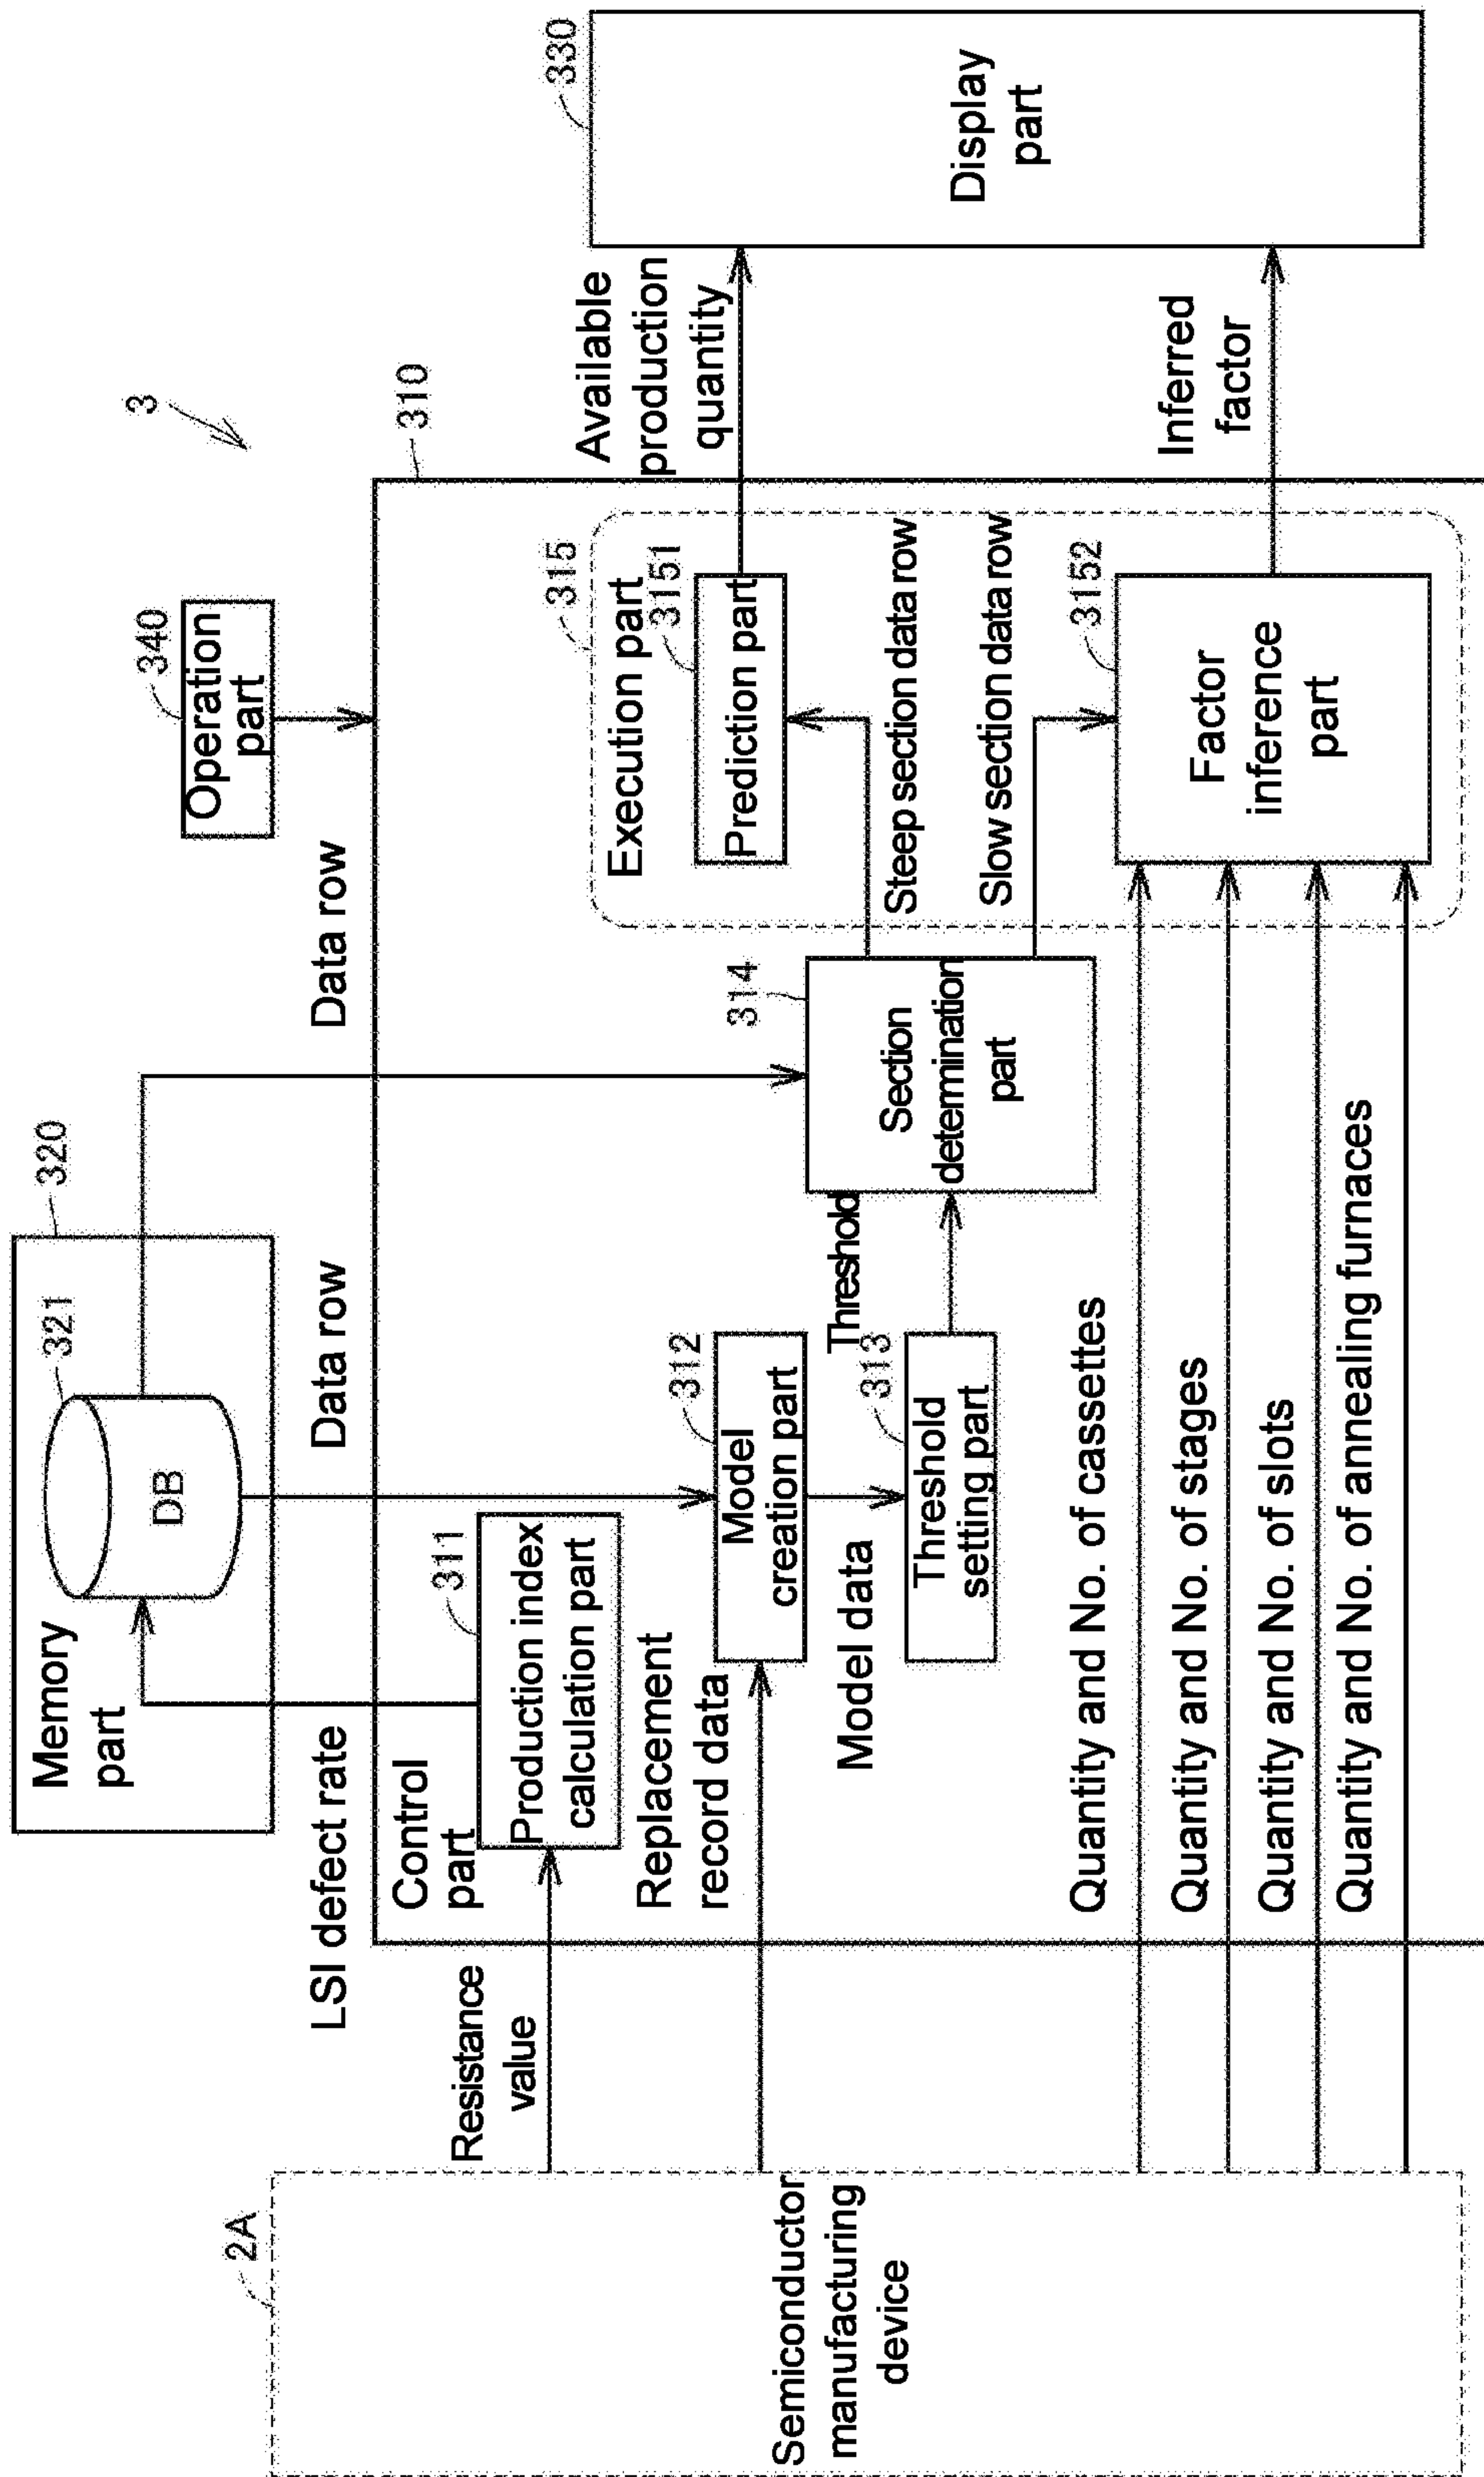 3
320
Memory
part
321
DB
340
Operation
part
LSI defect rate
Data row
Data row
310
Control
part
2A
Semiconductor
manufacturing
device
Resistance
value
311
Production index
calculation part
Replacement
record data
312
Model
creation part
Model data
313
Threshold
setting part
Threshold
314
Section
determination
part
315
Execution part
3151
Prediction part
Steep section data row
Slow section data row
3152
Factor
inference
part
Quantity and No. of cassettes
Quantity and No. of stages
Quantity and No. of slots
Quantity and No. of annealing furnaces
Available
production
quantity
Inferred
factor
330
Display
part